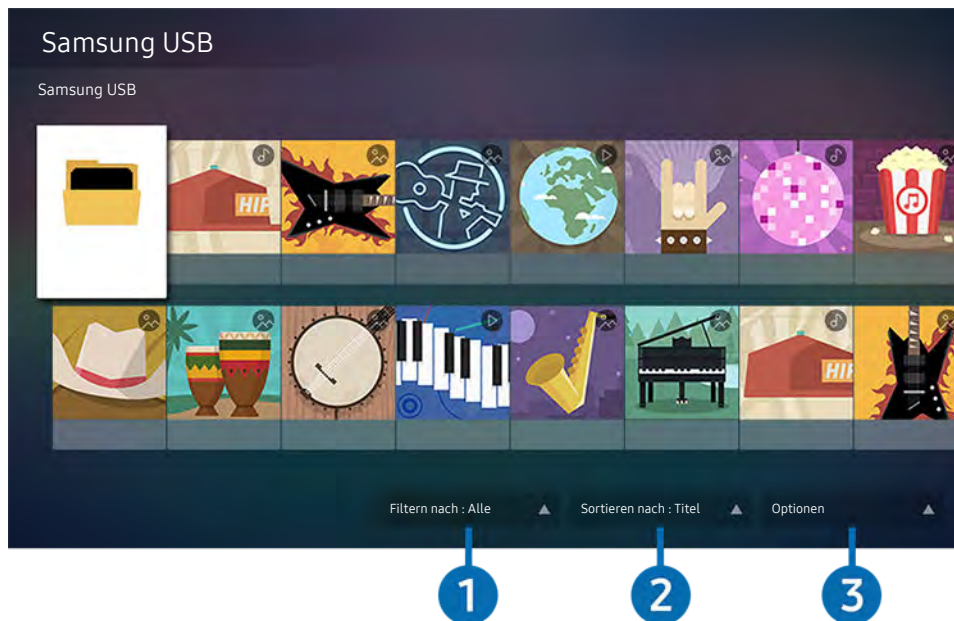 Samsung USB
Samsung USB
HIP
HIP
Filtern nach : Alle
Sortieren nach : Titel
Optionen
1
2
3